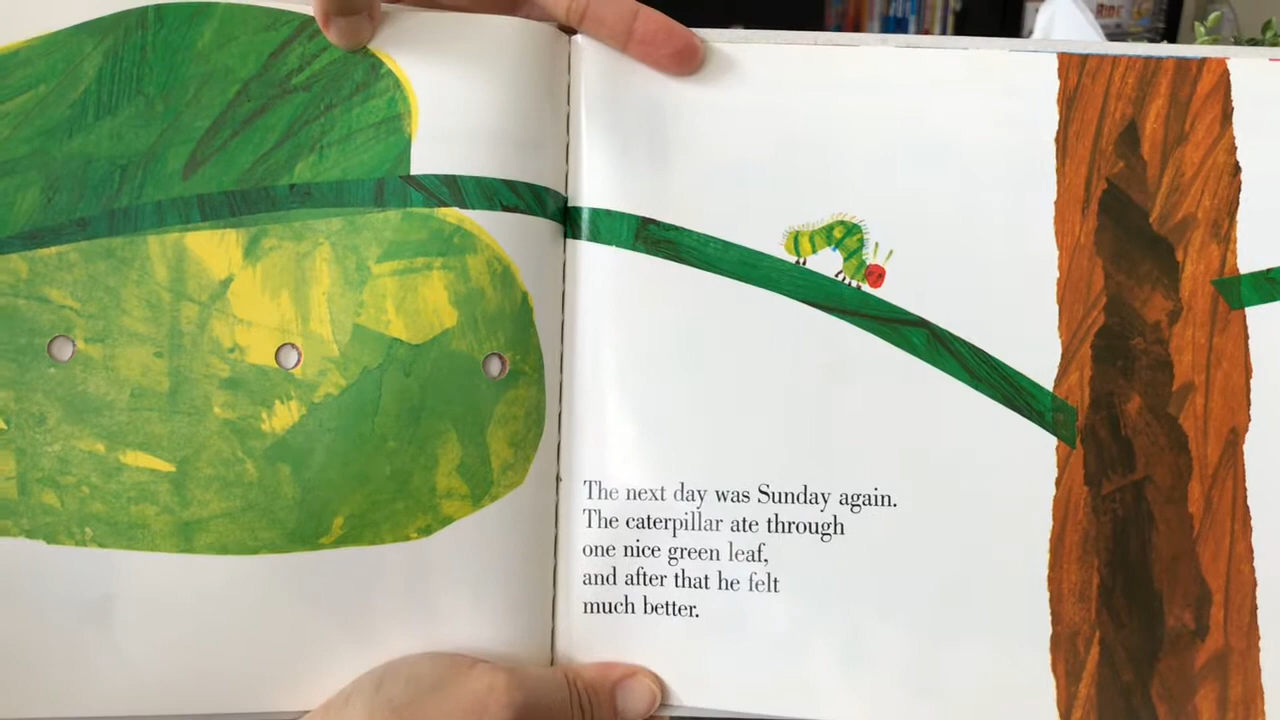 RIDE
The next day was Sunday again.
The caterpillar ate through
one nice green leaf,
and after that he felt
much better.